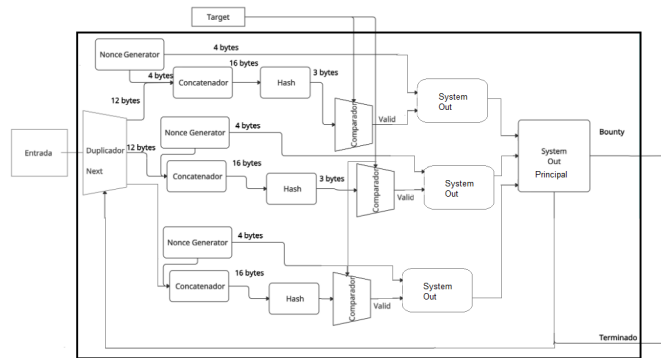 Target
Nonce Generator
4 bytes
4 bytes
16 bytes
3 bytes
Concatenador
Hash
Comparador
Valid
System
Out
12 bytes
Entrada
Duplicador
Next
12 bytes
Nonce Generator
4 bytes
16 bytes
3 bytes
Concatenador
Hash
Comparador
Valid
System
Out
System
Out
Principal
Bounty
Nonce Generator
4 bytes
16 bytes
Concatenador
Hash
Comparador
Valid
System
Out
Terminado